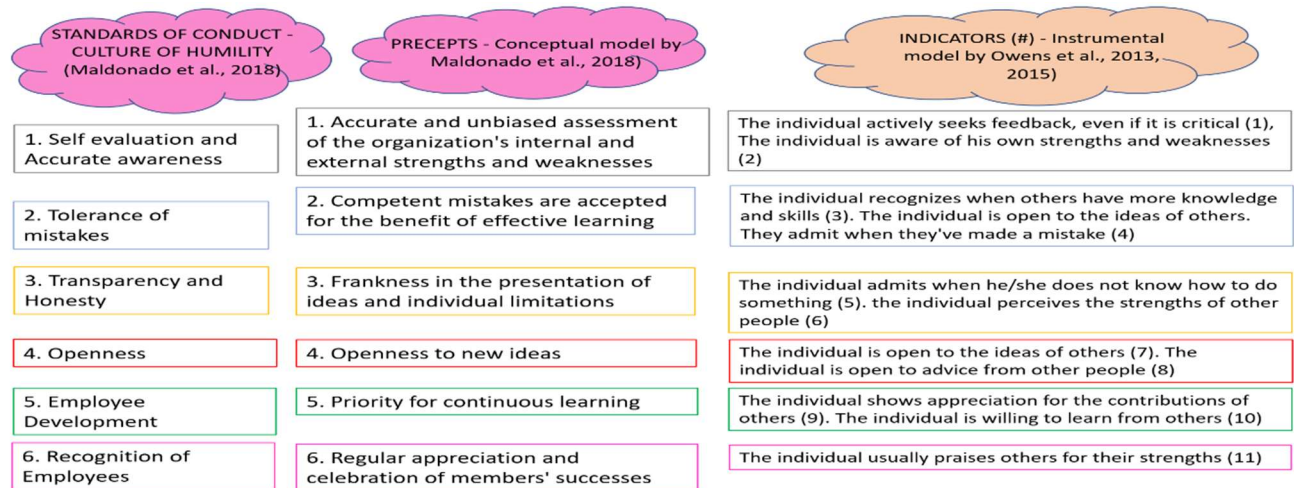 STANDARDS OF CONDUCT -
CULTURE OF HUMILITY
(Maldonado et al., 2018)
PRECEPTS - Conceptual model by
Maldonado et al., 2018)
INDICATORS (#) - Instrumental
model by Owens et al., 2013,
2015)
1. Self evaluation and
Accurate awareness
1. Accurate and unbiased assessment
of the organization's internal and
external strengths and weaknesses
The individual actively seeks feedback, even if it is critical (1),
The individual is aware of his own strengths and weaknesses
(2)
2. Tolerance of
mistakes
2. Competent mistakes are accepted
for the benefit of effective learning
The individual recognizes when others have more knowledge
and skills (3). The individual is open to the ideas of others.
They admit when they've made a mistake (4)
3. Transparency and
Honesty
3. Frankness in the presentation of
ideas and individual limitations
The individual admits when he/she does not know how to do
something (5). the individual perceives the strengths of other
people (6)
4. Openness
4. Openness to new ideas
The individual is open to the ideas of others (7). The
individual is open to advice from other people (8)
5. Employee
Development
5. Priority for continuous learning
The individual shows appreciation for the contributions of
others (9). The individual is willing to learn from others (10)
6. Recognition of
Employees
6. Regular appreciation and
celebration of members' successes
The individual usually praises others for their strengths (11)